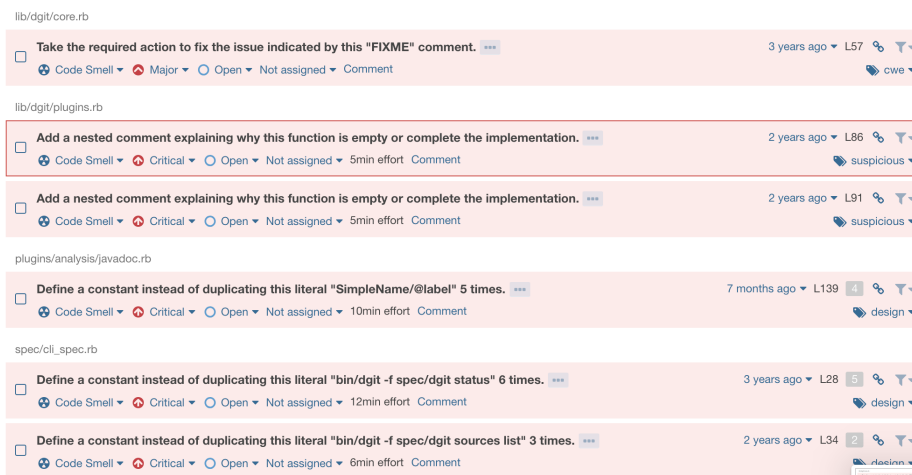 lib/dgit/core.rb
Take the required action to fix the issue indicated by this "FIXME" comment. ••• 3 years ago L57
Code Smell Major Open Not assigned Comment cwe
lib/dgit/plugins.rb
Add a nested comment explaining why this function is empty or complete the implementation. ••• 2 years ago L86
Code Smell Critical Open Not assigned 5min effort Comment suspicious
Add a nested comment explaining why this function is empty or complete the implementation. ••• 2 years ago L91
Code Smell Critical Open Not assigned 5min effort Comment suspicious
plugins/analysis/javadoc.rb
Define a constant instead of duplicating this literal "SimpleName/@label" 5 times. ••• 7 months ago L139 4
Code Smell Critical Open Not assigned 10min effort Comment design
spec/cli_spec.rb
Define a constant instead of duplicating this literal "bin/dgit -f spec/dgit status" 6 times. ••• 3 years ago L28 5
Code Smell Critical Open Not assigned 12min effort Comment design
Define a constant instead of duplicating this literal "bin/dgit -f spec/dgit sources list" 3 times. ••• 2 years ago L34 2
Code Smell Critical Open Not assigned 6min effort Comment design